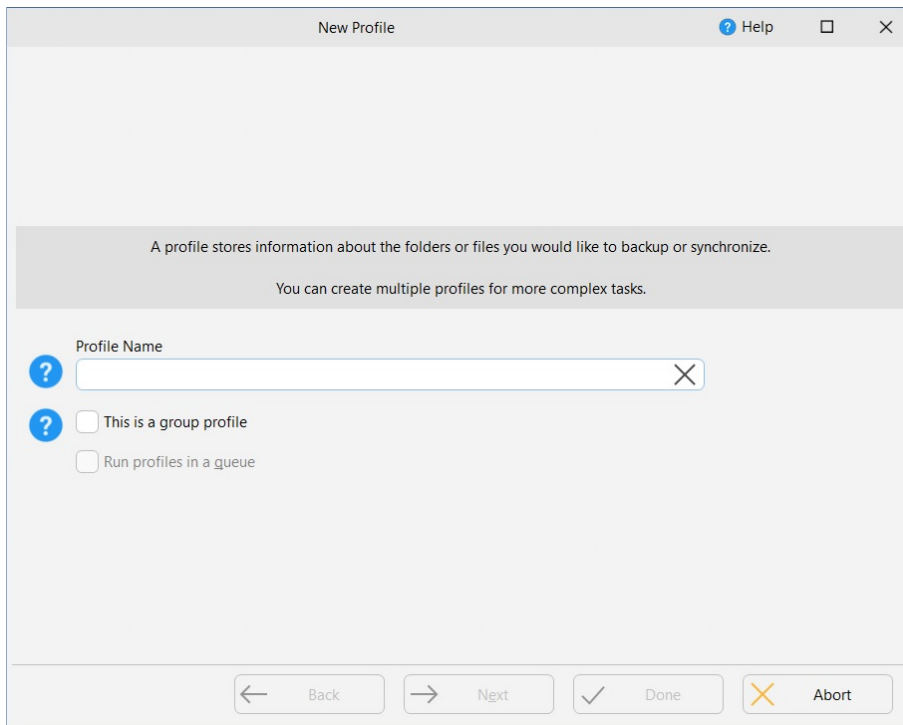 New Profile
? Help
A profile stores information about the folders or files you would like to backup or synchronize.
You can create multiple profiles for more complex tasks.
Profile Name
?
? This is a group profile
Run profiles in a queue
Back Next Done Abort